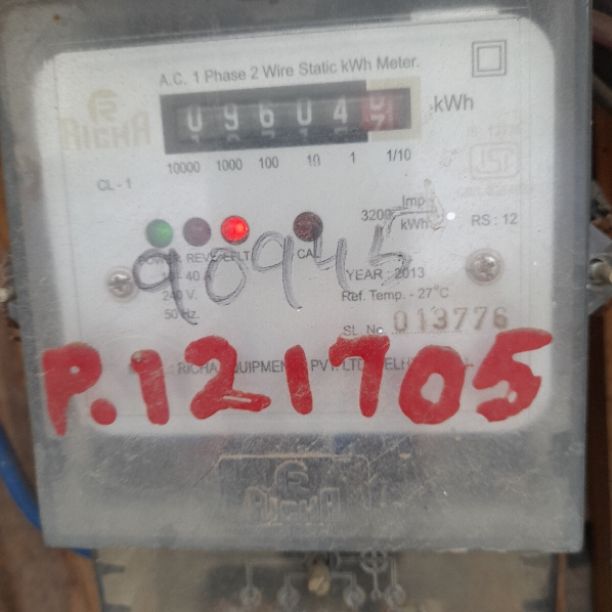 A.C. 1 Phase 2 Wire Static kWh Meter.
RICHA
09604 kWh
10000 1000 100 10 1 1/10
CL - 1
3200 Imp kWh
RS : 12
CAL
90945
240 V.
50 Hz.
YEAR : 2013
Ref. Temp. - 27°C
SL No. 013776
P.121705
RICHA